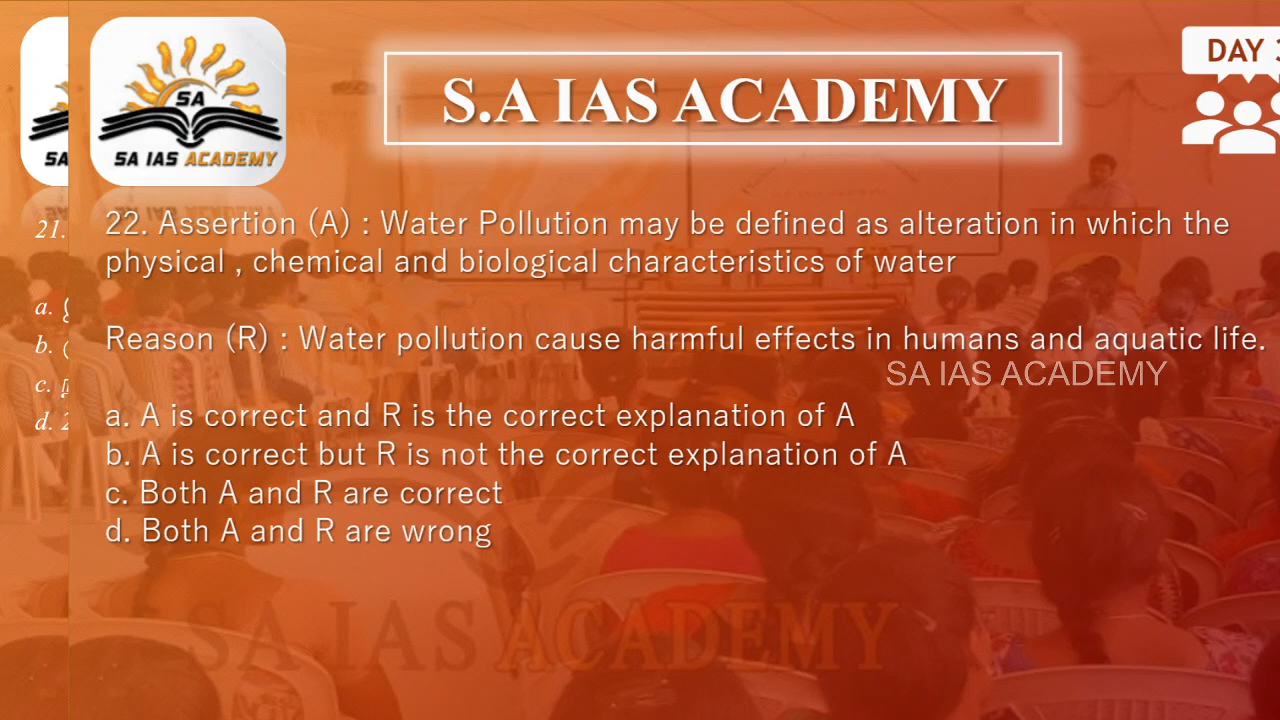 SA
SA IAS ACADEMY
S.A IAS ACADEMY
DAY
21.
a.
b.
c.
d. 2
22. Assertion (A) : Water Pollution may be defined as alteration in which the
physical , chemical and biological characteristics of water
Reason (R) : Water pollution cause harmful effects in humans and aquatic life.
SA IAS ACADEMY
a. A is correct and R is the correct explanation of A
b. A is correct but R is not the correct explanation of A
c. Both A and R are correct
d. Both A and R are wrong
SA IAS ACADEMY